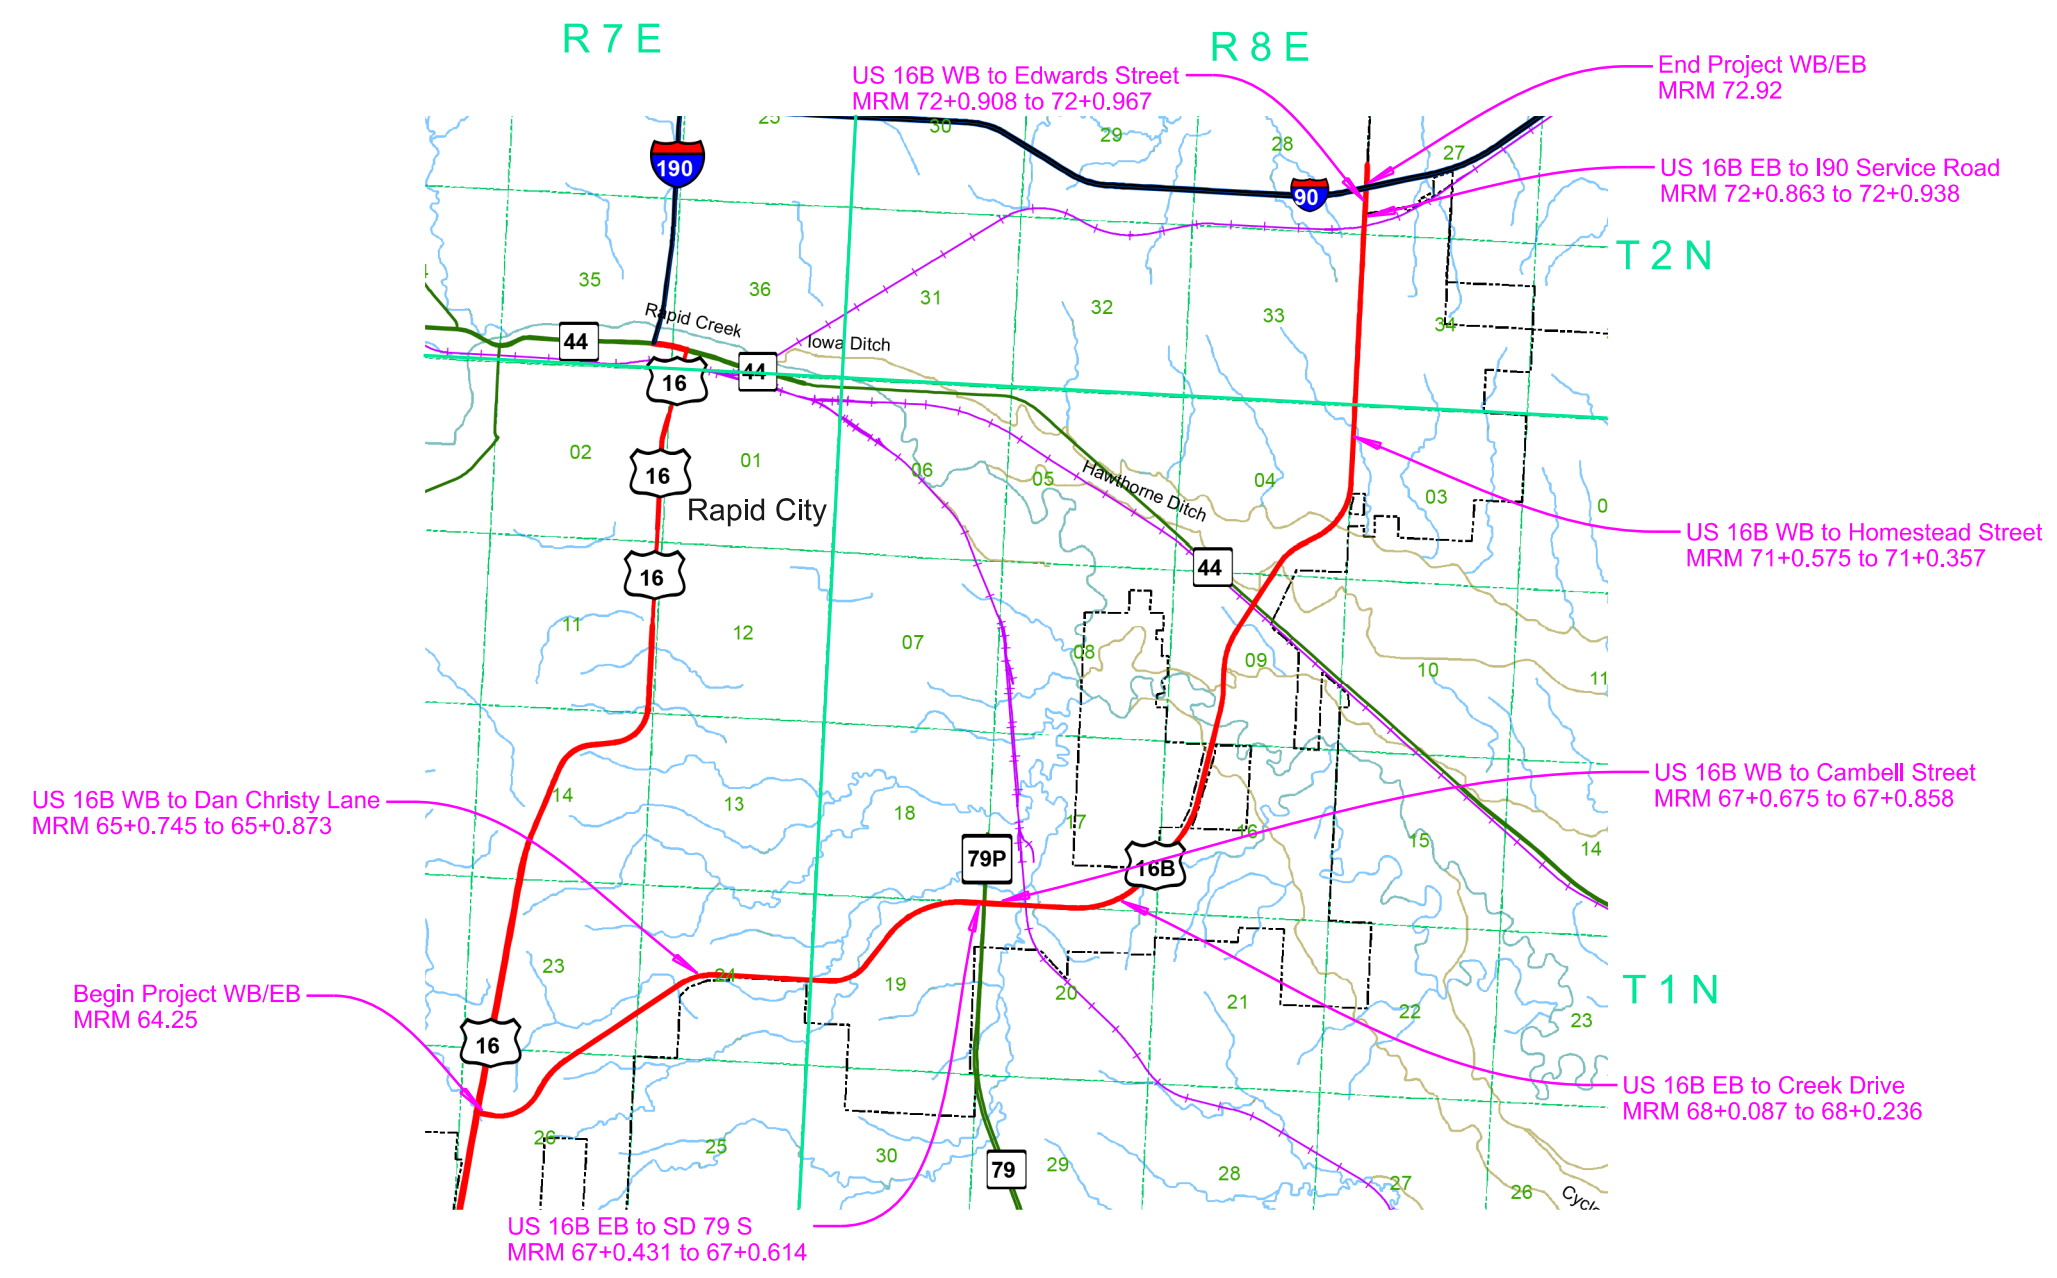 R 7 E
R 8 E
US 16B WB to Edwards Street
MRM 72+0.908 to 72+0.967
End Project WB/EB
MRM 72.92
25
30
29
28
27
190
90
US 16B EB to I90 Service Road
MRM 72+0.863 to 72+0.938
T 2 N
35
36
31
32
33
34
Rapid Creek
Iowa Ditch
44
44
16
02
01
06
05
04
03
0
16
Rapid City
Hawthorne Ditch
US 16B WB to Homestead Street
MRM 71+0.575 to 71+0.357
16
44
11
12
07
08
09
10
11
US 16B WB to Cambell Street
MRM 67+0.675 to 67+0.858
US 16B WB to Dan Christy Lane
MRM 65+0.745 to 65+0.873
14
13
18
17
16
15
14
79P
16B
23
24
19
20
21
22
23
T 1 N
Begin Project WB/EB
MRM 64.25
16
US 16B EB to Creek Drive
MRM 68+0.087 to 68+0.236
26
25
30
29
28
27
26
79
Cycle
US 16B EB to SD 79 S
MRM 67+0.431 to 67+0.614